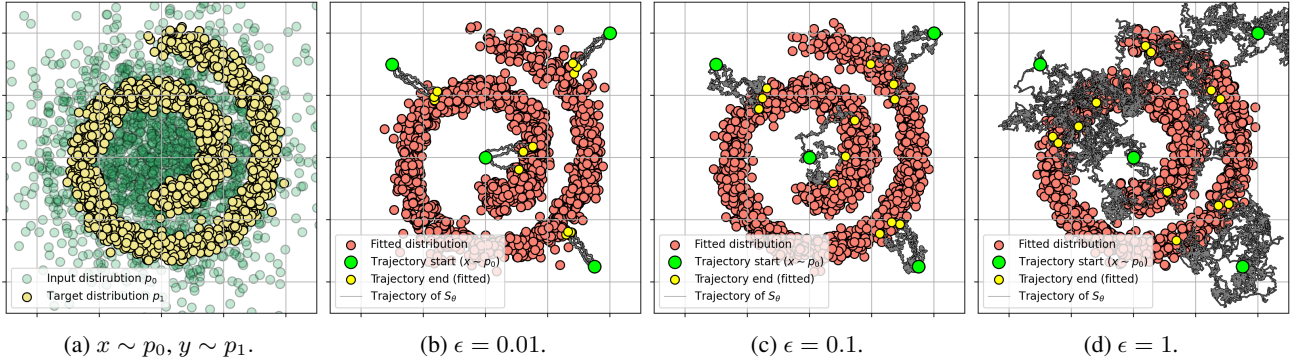 Input distirubtion p₀
Target distribution p₁
Fitted distribution
Trajectory start (x ~ p₀)
Trajectory end (fitted)
Trajectory of S_θ
Fitted distribution
Trajectory start (x ~ p₀)
Trajectory end (fitted)
Trajectory of S_θ
Fitted distribution
Trajectory start (x ~ p₀)
Trajectory end (fitted)
Trajectory of S_θ
(a) x ∼ p₀, y ∼ p₁.
(b) ϵ = 0.01.
(c) ϵ = 0.1.
(d) ϵ = 1.